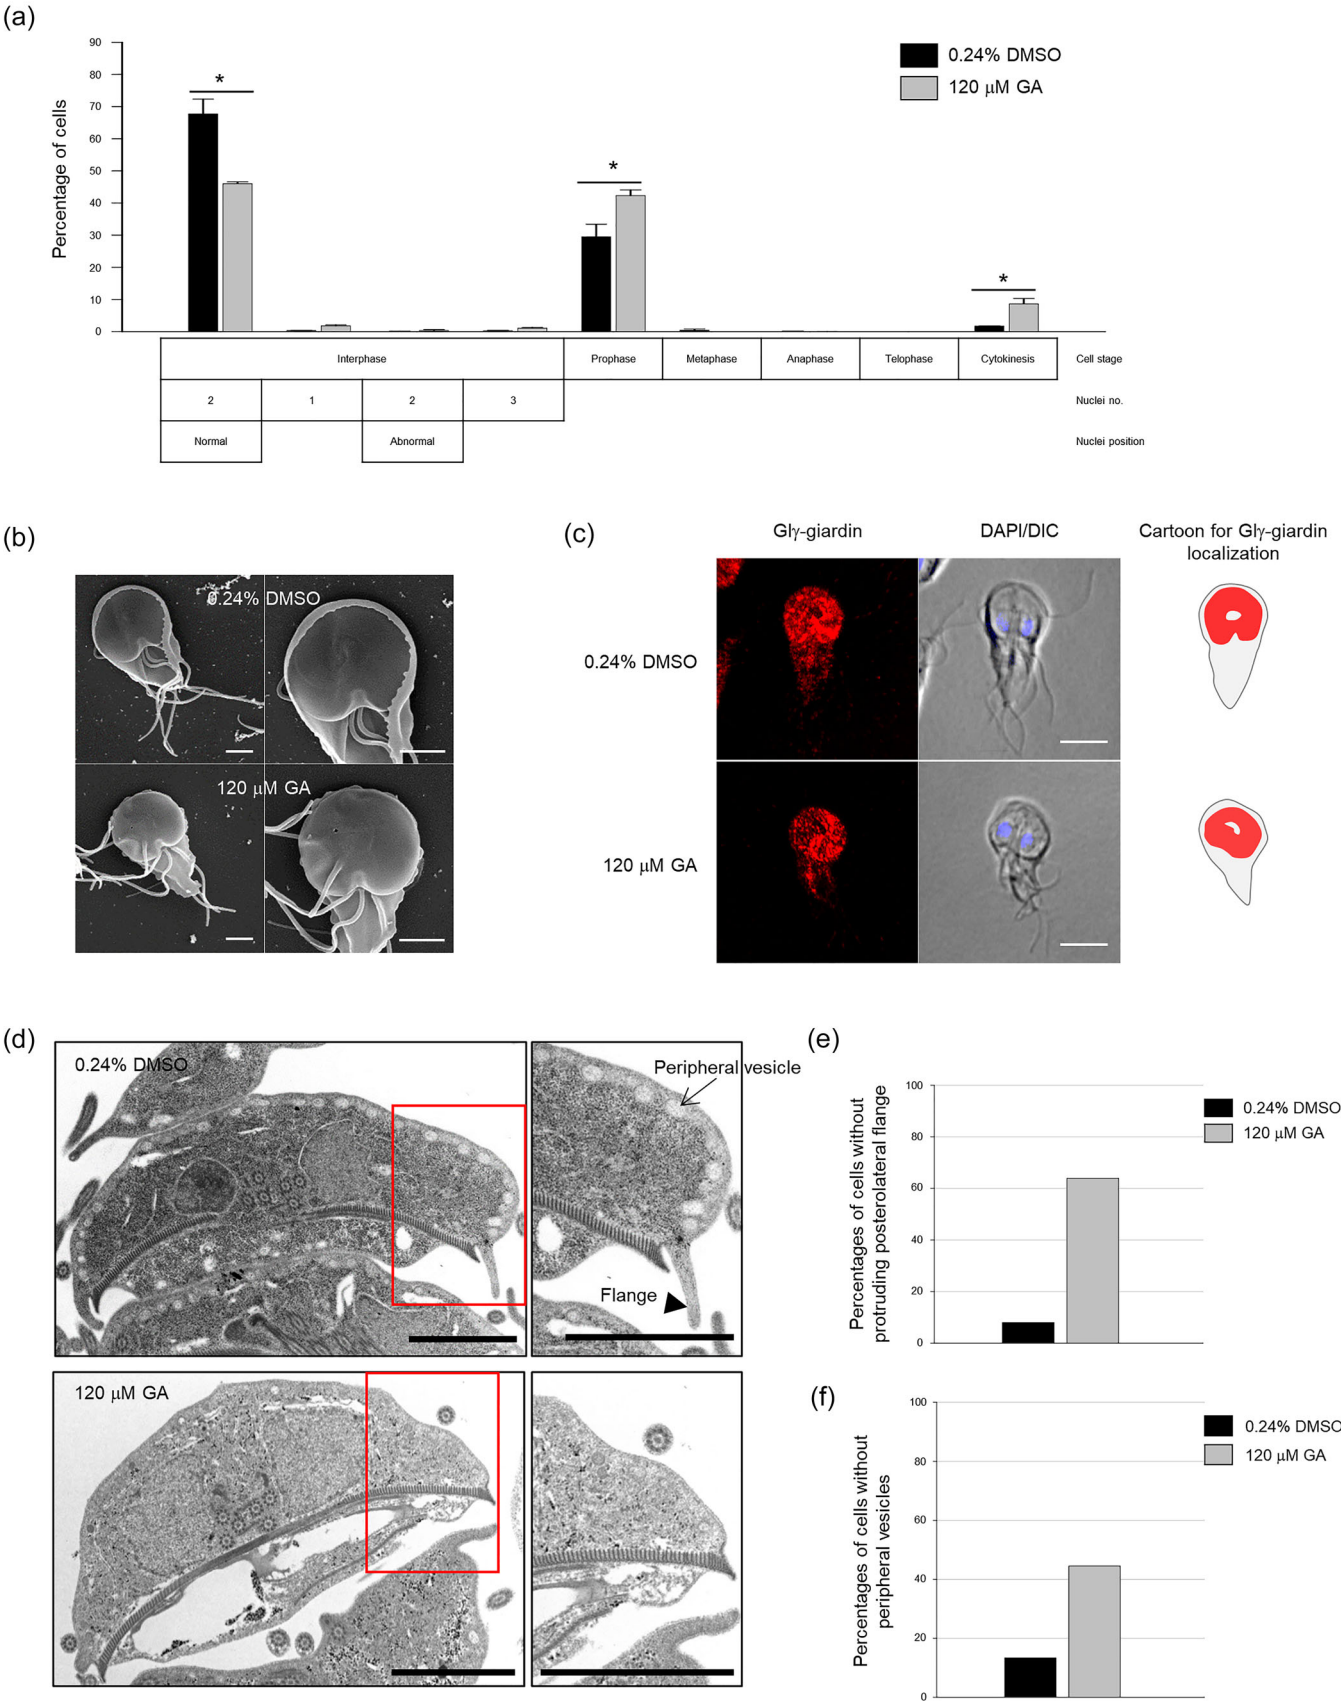 (a)
90
80
70
60
50
40
30
20
10
0
Percentage of cells
*
*
*
0.24% DMSO
120 μM GA
Interphase Prophase Metaphase Anaphase Telophase Cytokinesis Cell stage
2 1 2 3 Nuclei no.
Normal Abnormal Nuclei position
(b)
0.24% DMSO
120 μM GA
(c)
Glγ-giardin DAPI/DIC Cartoon for Glγ-giardin
localization
0.24% DMSO
120 μM GA
(d)
0.24% DMSO
Peripheral vesicle
Flange
120 μM GA
(e)
Percentages of cells without
protruding posterolateral flange
100
80
60
40
20
0
0.24% DMSO
120 μM GA
(f)
Percentages of cells without
peripheral vesicles
100
80
60
40
20
0
0.24% DMSO
120 μM GA